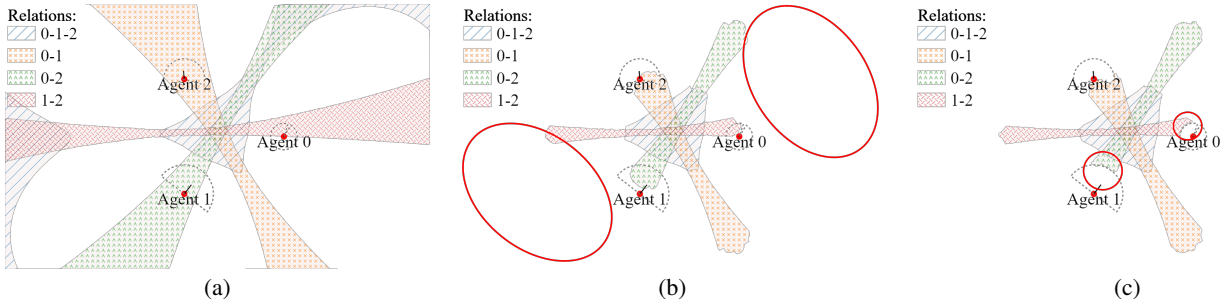 Relations:
0-1-2
0-1
0-2
1-2
Agent 2
Agent 0
Agent 1
(a)
Relations:
0-1-2
0-1
0-2
1-2
Agent 2
Agent 0
Agent 1
(b)
Relations:
0-1-2
0-1
0-2
1-2
Agent 2
Agent 0
Agent 1
(c)